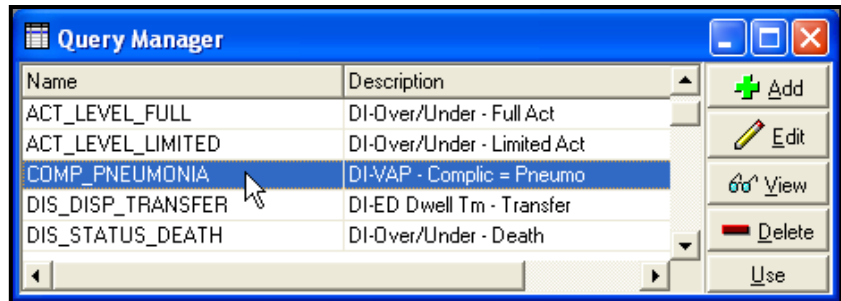 Query Manager
Name Description
Add
ACT_LEVEL_FULL DI-Over/Under - Full Act
ACT_LEVEL_LIMITED DI-Over/Under - Limited Act
Edit
COMP_PNEUMONIA DI-VAP - Complic = Pneumo
View
DIS_DISP_TRANSFER DI-ED Dwell Tm - Transfer
DIS_STATUS_DEATH DI-Over/Under - Death
Delete
Use